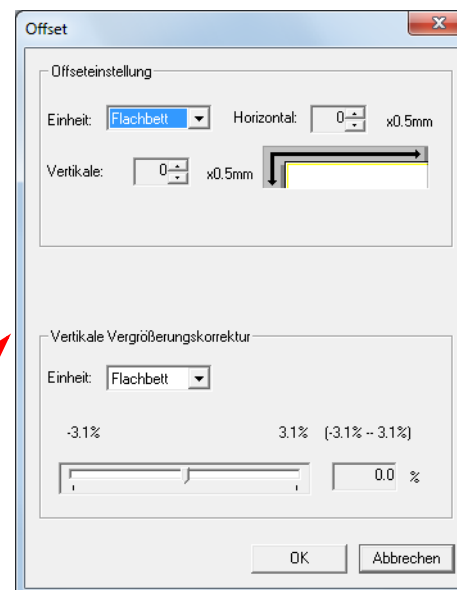 Offset
Offseteinstellung
Einheit: Flachbett Horizontal: 0 x0.5mm
Vertikale: 0 x0.5mm
Vertikale Vergrößerungskorrektur
Einheit: Flachbett
-3.1% 3.1% (-3.1% -- 3.1%)
0.0 %
OK Abbrechen